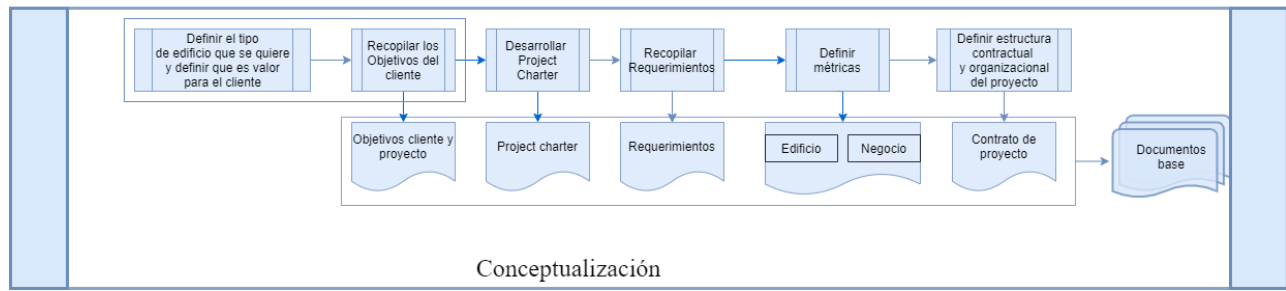 Definir el tipo
de edificio que se quiere
y definir que es valor
para el cliente
Recopilar los
Objetivos del
cliente
Desarrollar
Project
Charter
Recopilar
Requerimientos
Definir
métricas
Definir estructura
contractual
y organizacional
del proyecto
Objetivos cliente y
proyecto
Project charter
Requerimientos
Edificio
Negocio
Contrato de
proyecto
Documentos
base
Conceptualización